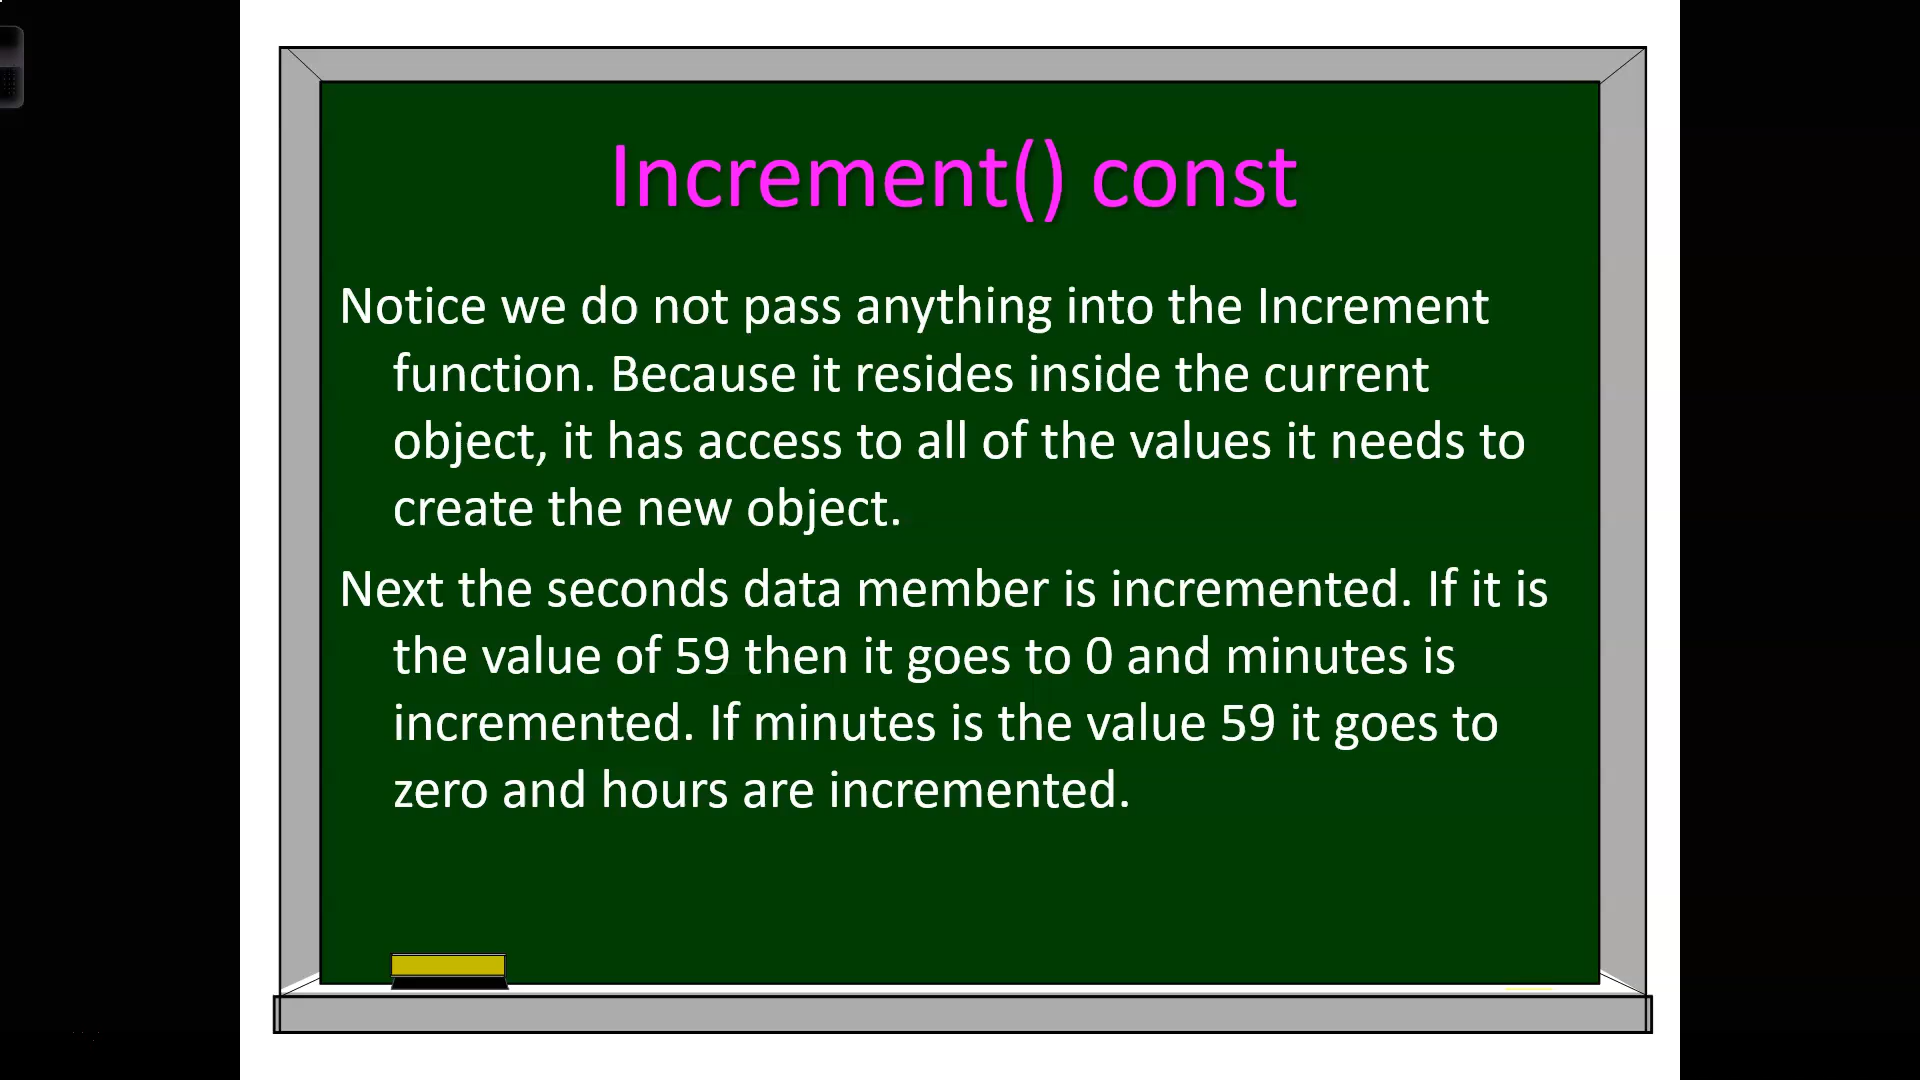 Increment() const
Notice we do not pass anything into the Increment
function. Because it resides inside the current
object, it has access to all of the values it needs to
create the new object.
Next the seconds data member is incremented. If it is
the value of 59 then it goes to 0 and minutes is
incremented. If minutes is the value 59 it goes to
zero and hours are incremented.